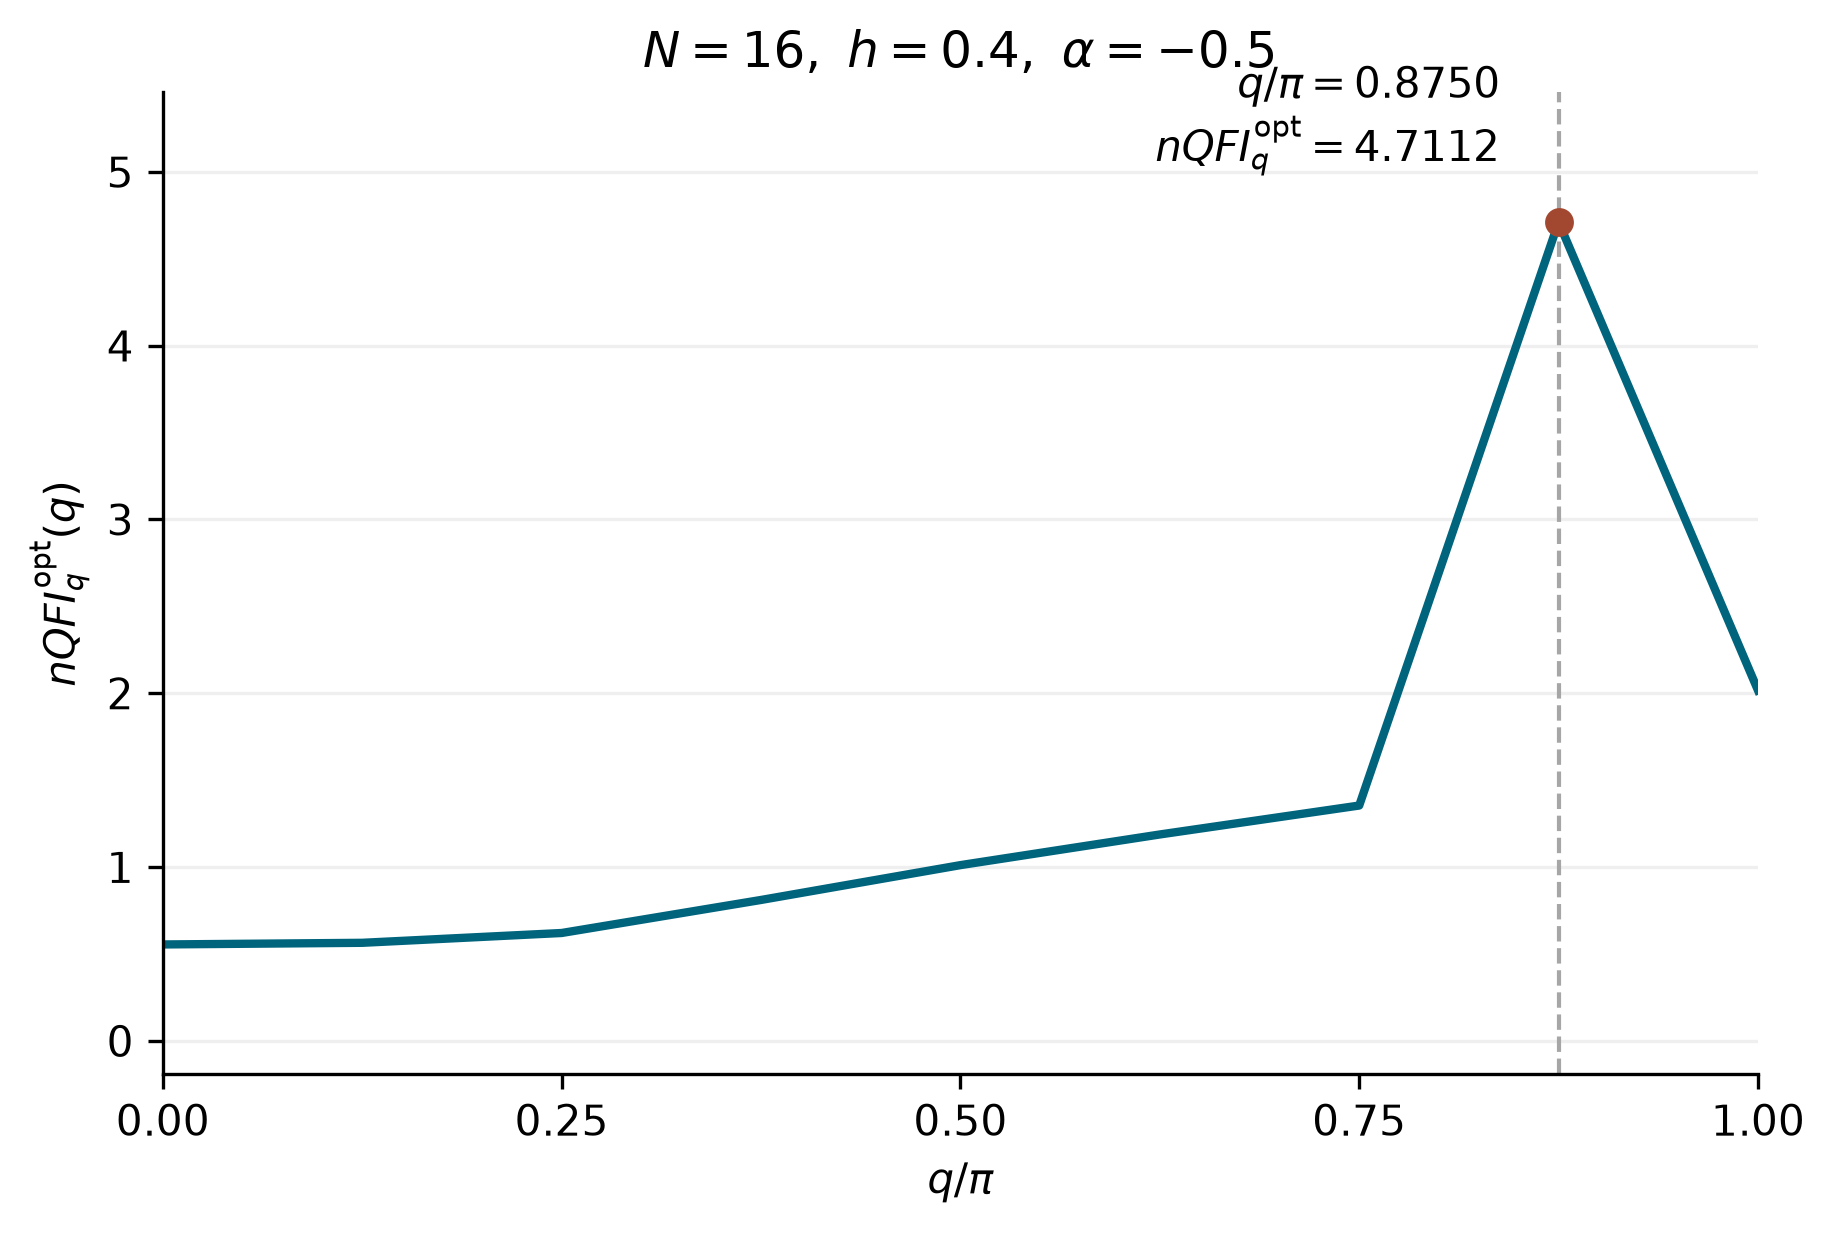 N = 16, h = 0.4, α = −0.5
q/π = 0.8750
nQFI_q^opt = 4.7112
5
4
3
2
1
0
nQFI_q^opt(q)
0.00 0.25 0.50 0.75 1.00
q/π